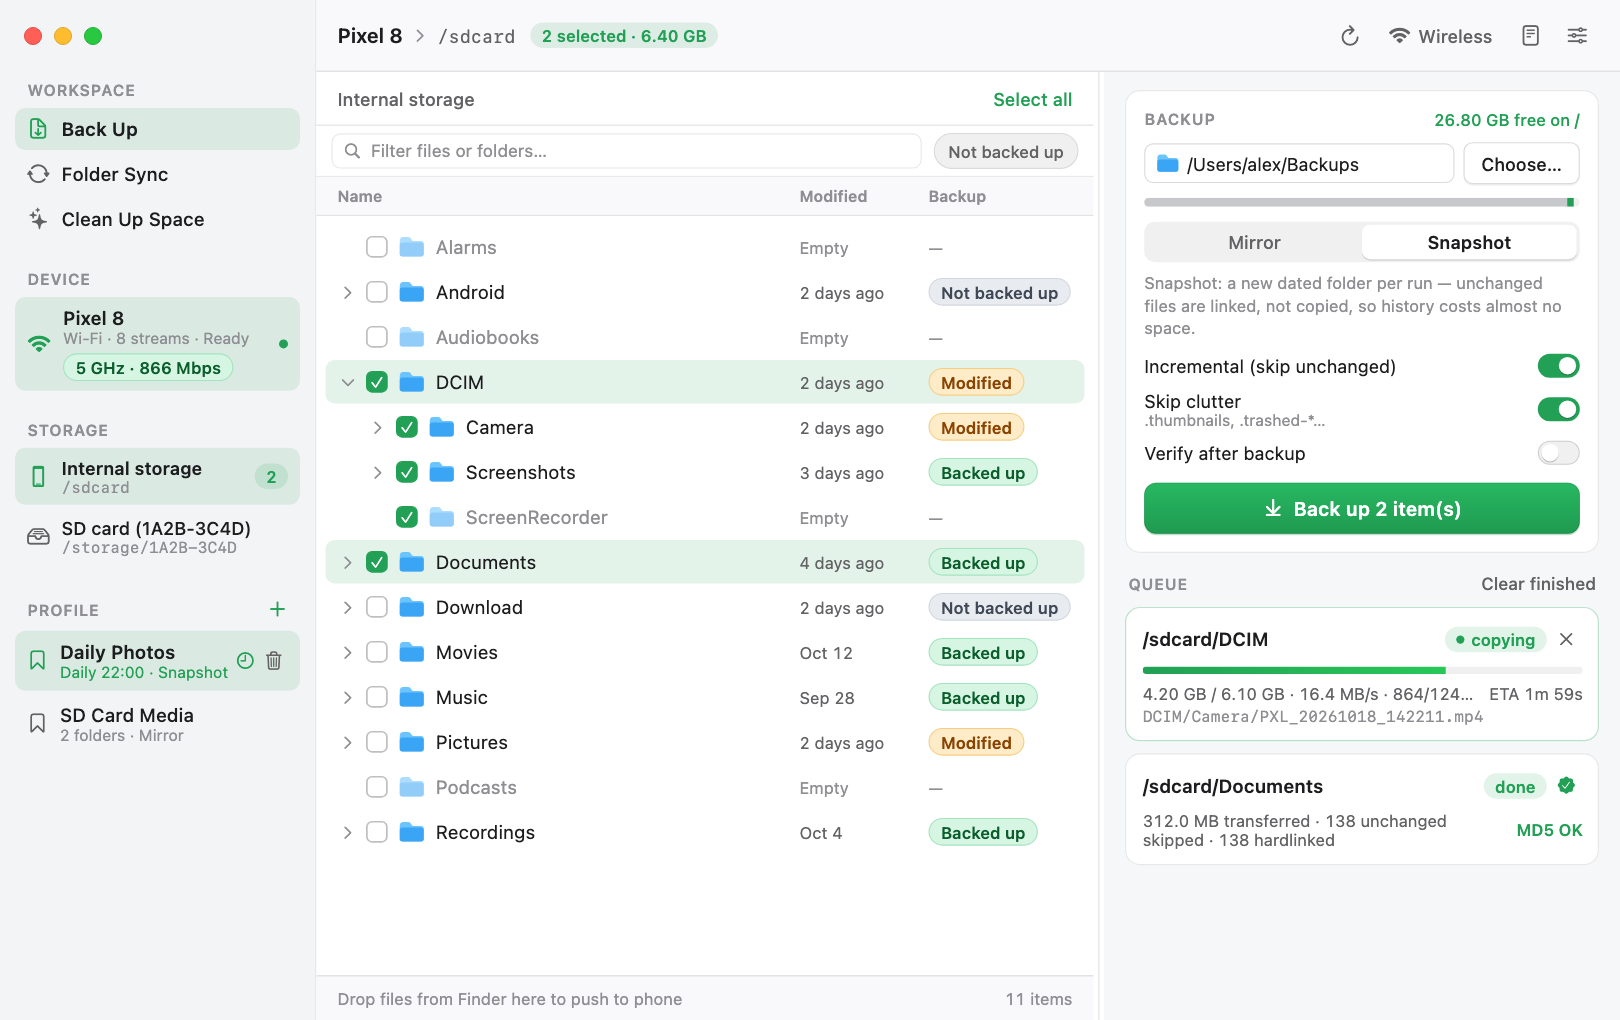 Pixel 8 > /sdcard 2 selected · 6.40 GB
Wireless
WORKSPACE
Back Up
Folder Sync
Clean Up Space
DEVICE
Pixel 8
Wi-Fi · 8 streams · Ready
5 GHz · 866 Mbps
STORAGE
Internal storage
/sdcard
2
SD card (1A2B-3C4D)
/storage/1A2B-3C4D
PROFILE
Daily Photos
Daily 22:00 · Snapshot
SD Card Media
2 folders · Mirror
Internal storage
Select all
Filter files or folders...
Not backed up
Name Modified Backup
Alarms Empty —
Android 2 days ago Not backed up
Audiobooks Empty —
DCIM 2 days ago Modified
Camera 2 days ago Modified
Screenshots 3 days ago Backed up
ScreenRecorder Empty —
Documents 4 days ago Backed up
Download 2 days ago Not backed up
Movies Oct 12 Backed up
Music Sep 28 Backed up
Pictures 2 days ago Modified
Podcasts Empty —
Recordings Oct 4 Backed up
Drop files from Finder here to push to phone
11 items
BACKUP
26.80 GB free on /
/Users/alex/Backups
Choose...
Mirror
Snapshot
Snapshot: a new dated folder per run — unchanged
files are linked, not copied, so history costs almost no
space.
Incremental (skip unchanged)
Skip clutter
.thumbnails, .trashed-*...
Verify after backup
Back up 2 item(s)
QUEUE
Clear finished
/sdcard/DCIM
copying
4.20 GB / 6.10 GB · 16.4 MB/s · 864/124... ETA 1m 59s
DCIM/Camera/PXL_20261018_142211.mp4
/sdcard/Documents
done
312.0 MB transferred · 138 unchanged
skipped · 138 hardlinked
MD5 OK